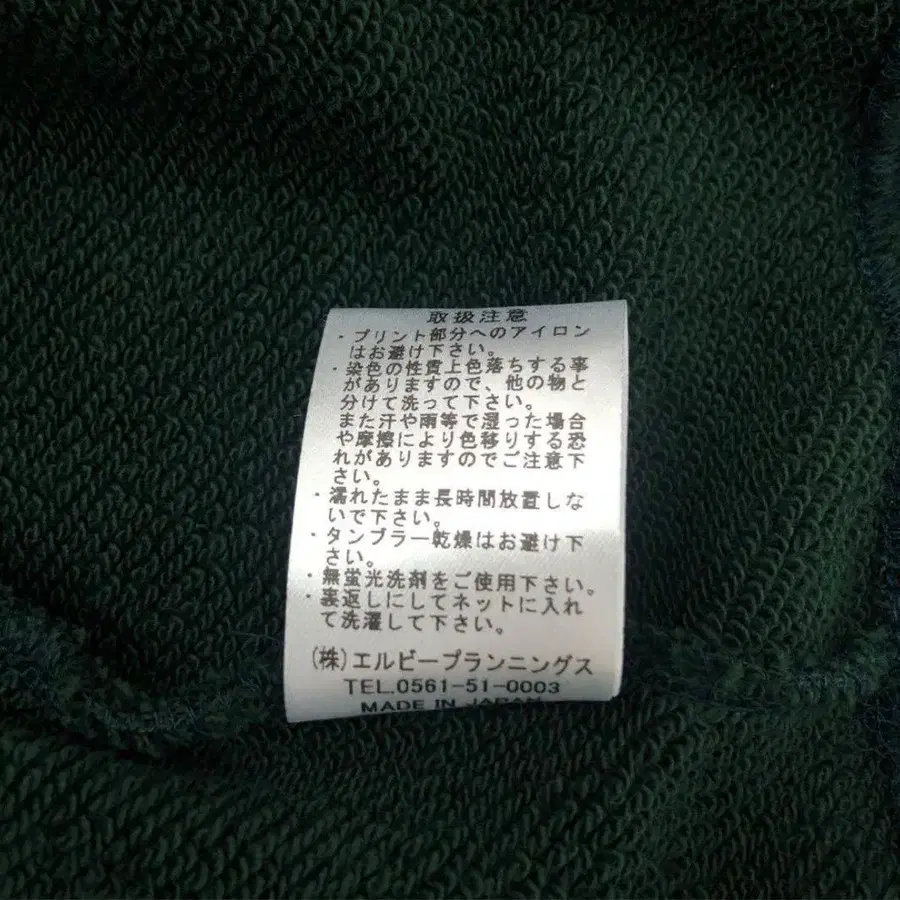 取扱注意
・プリント部分へのアイロン
はお避け下さい。
・染色の性質上色落ちする事
がありますので、他の物と
分けて洗って下さい。
また汗や雨等で湿った場合
や摩擦により色移りする恐
れがありますのでご注意下
さい。
・濡れたまま長時間放置しな
いで下さい。
・タンブラー乾燥はお避け下
さい。
・無蛍光洗剤をご使用下さい。
・裏返しにしてネットに入れ
て洗濯して下さい。
(株)エルビープランニングス
TEL.0561-51-0003
MADE IN JAPAN